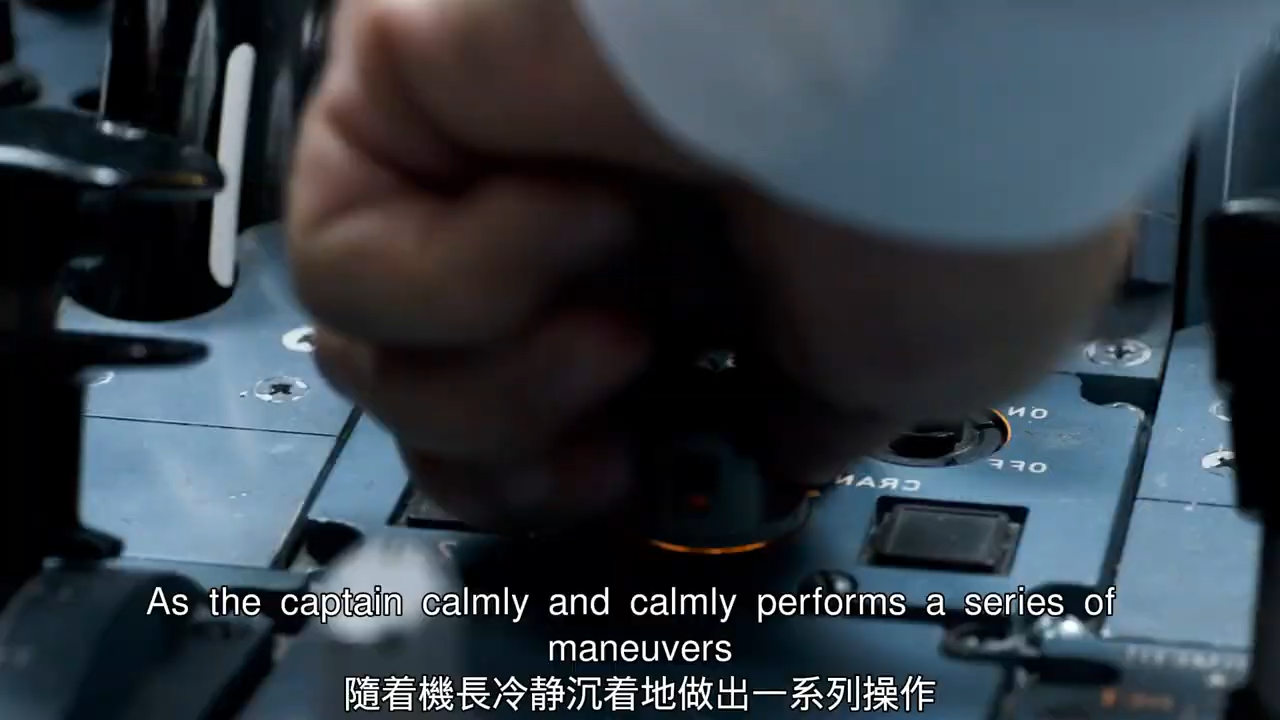 ON
OFF
CRAN
As the captain calmly and calmly performs a series of
maneuvers
隨着機長冷静沉着地做出一系列操作